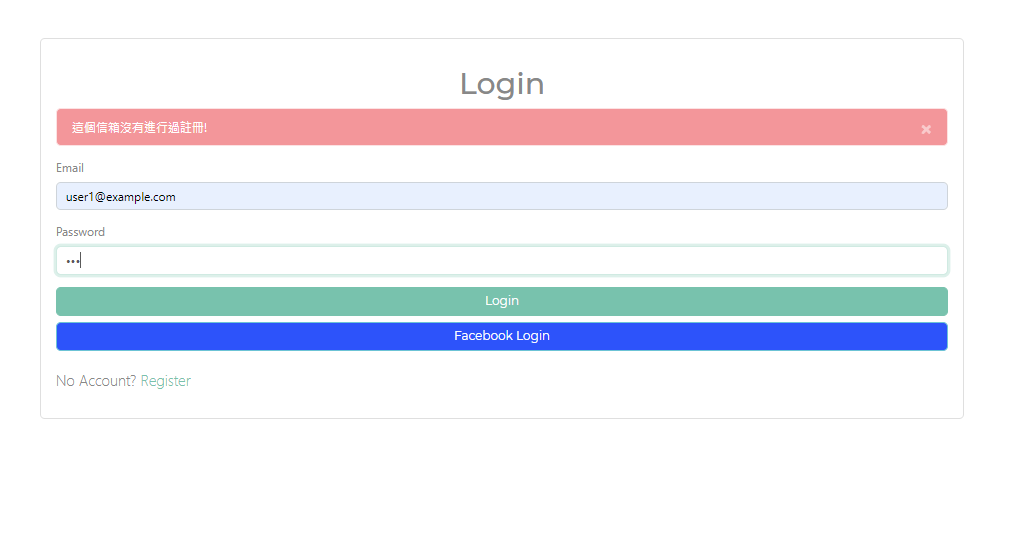 Login
這個信箱沒有進行過註冊!
×
Email
user1@example.com
Password
•••
Login
Facebook Login
No Account? Register